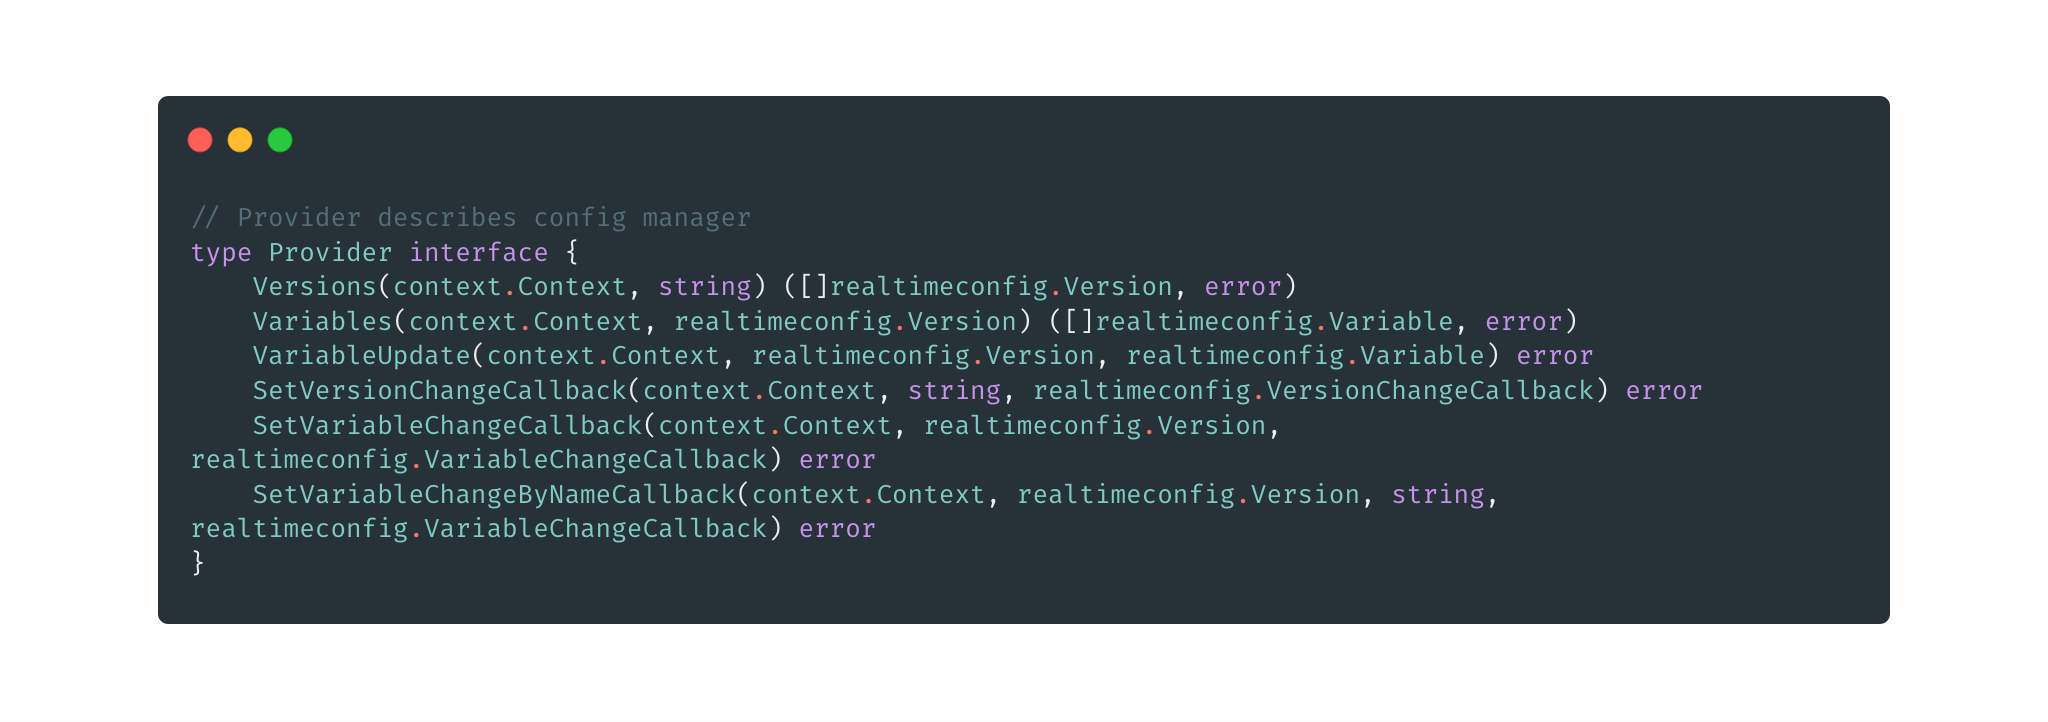 // Provider describes config manager
type Provider interface {
    Versions(context.Context, string) ([]realtimeconfig.Version, error)
    Variables(context.Context, realtimeconfig.Version) ([]realtimeconfig.Variable, error)
    VariableUpdate(context.Context, realtimeconfig.Version, realtimeconfig.Variable) error
    SetVersionChangeCallback(context.Context, string, realtimeconfig.VersionChangeCallback) error
    SetVariableChangeCallback(context.Context, realtimeconfig.Version,
realtimeconfig.VariableChangeCallback) error
    SetVariableChangeByNameCallback(context.Context, realtimeconfig.Version, string,
realtimeconfig.VariableChangeCallback) error
}